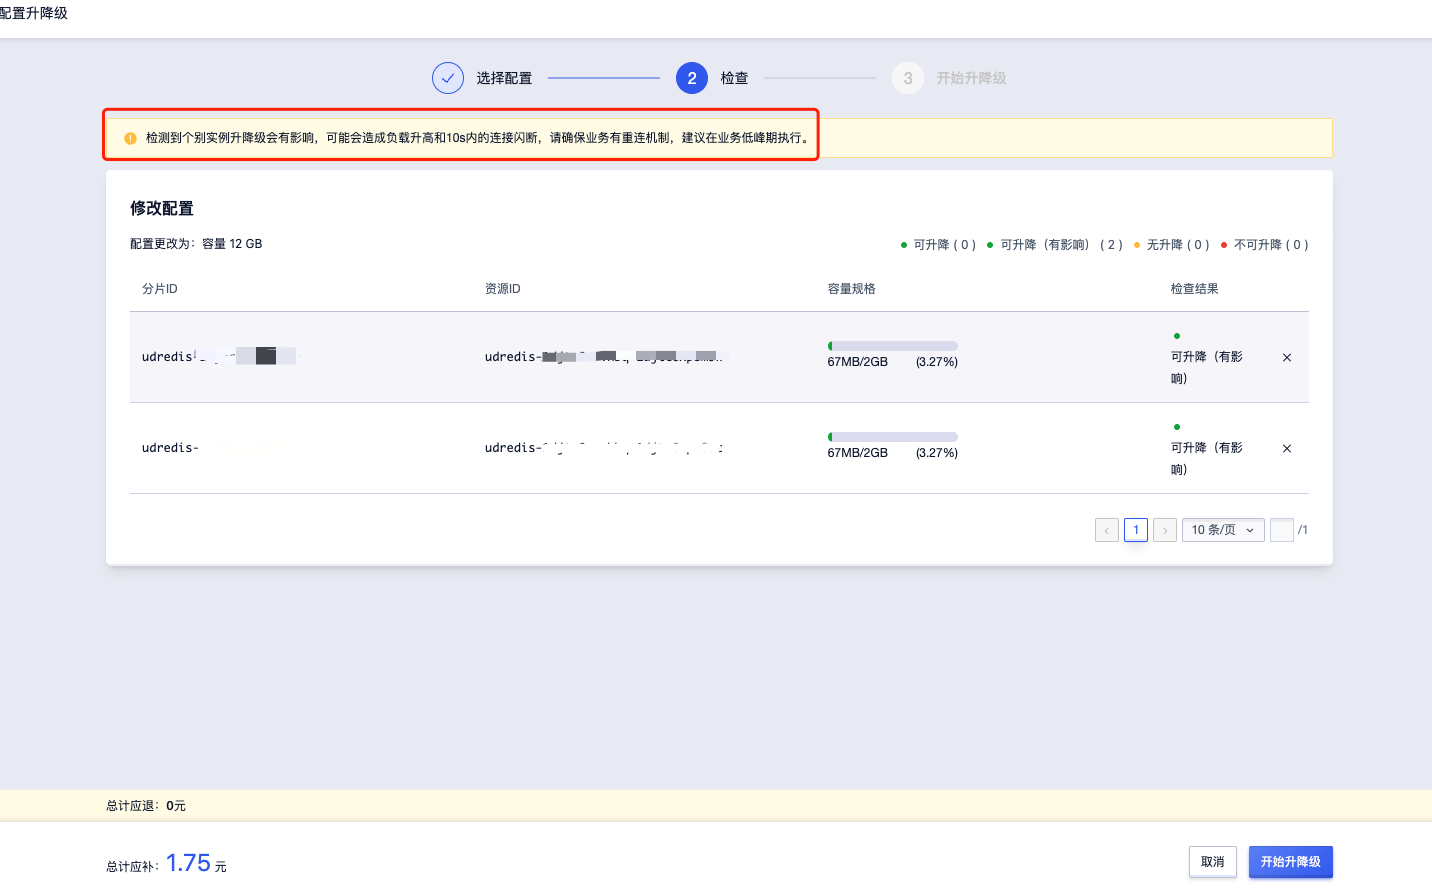 配置升降级
选择配置
2 检查
3 开始升降级
检测到个别实例升降级会有影响，可能会造成负载升高和10s内的连接闪断，请确保业务有重连机制，建议在业务低峰期执行。
修改配置
配置更改为：容量 12 GB
可升降 ( 0 ) 可升降（有影响） ( 2 ) 无升降 ( 0 ) 不可升降 ( 0 )
分片ID 资源ID 容量规格 检查结果
udredis- udredis- 67MB/2GB (3.27%) 可升降（有影
响）
udredis- udredis- 67MB/2GB (3.27%) 可升降（有影
响）
1 10 条/页 /1
总计应退：0元
总计应补：1.75 元
取消 开始升降级